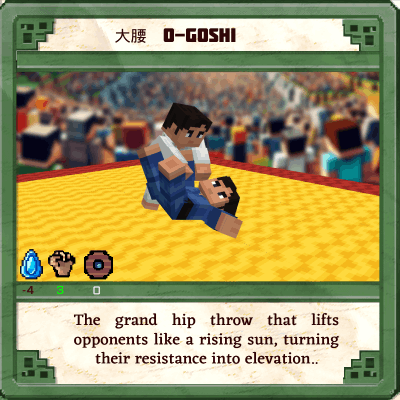 大腰 O-GOSHI
-4 3 0
The grand hip throw that lifts
opponents like a rising sun, turning
their resistance into elevation..